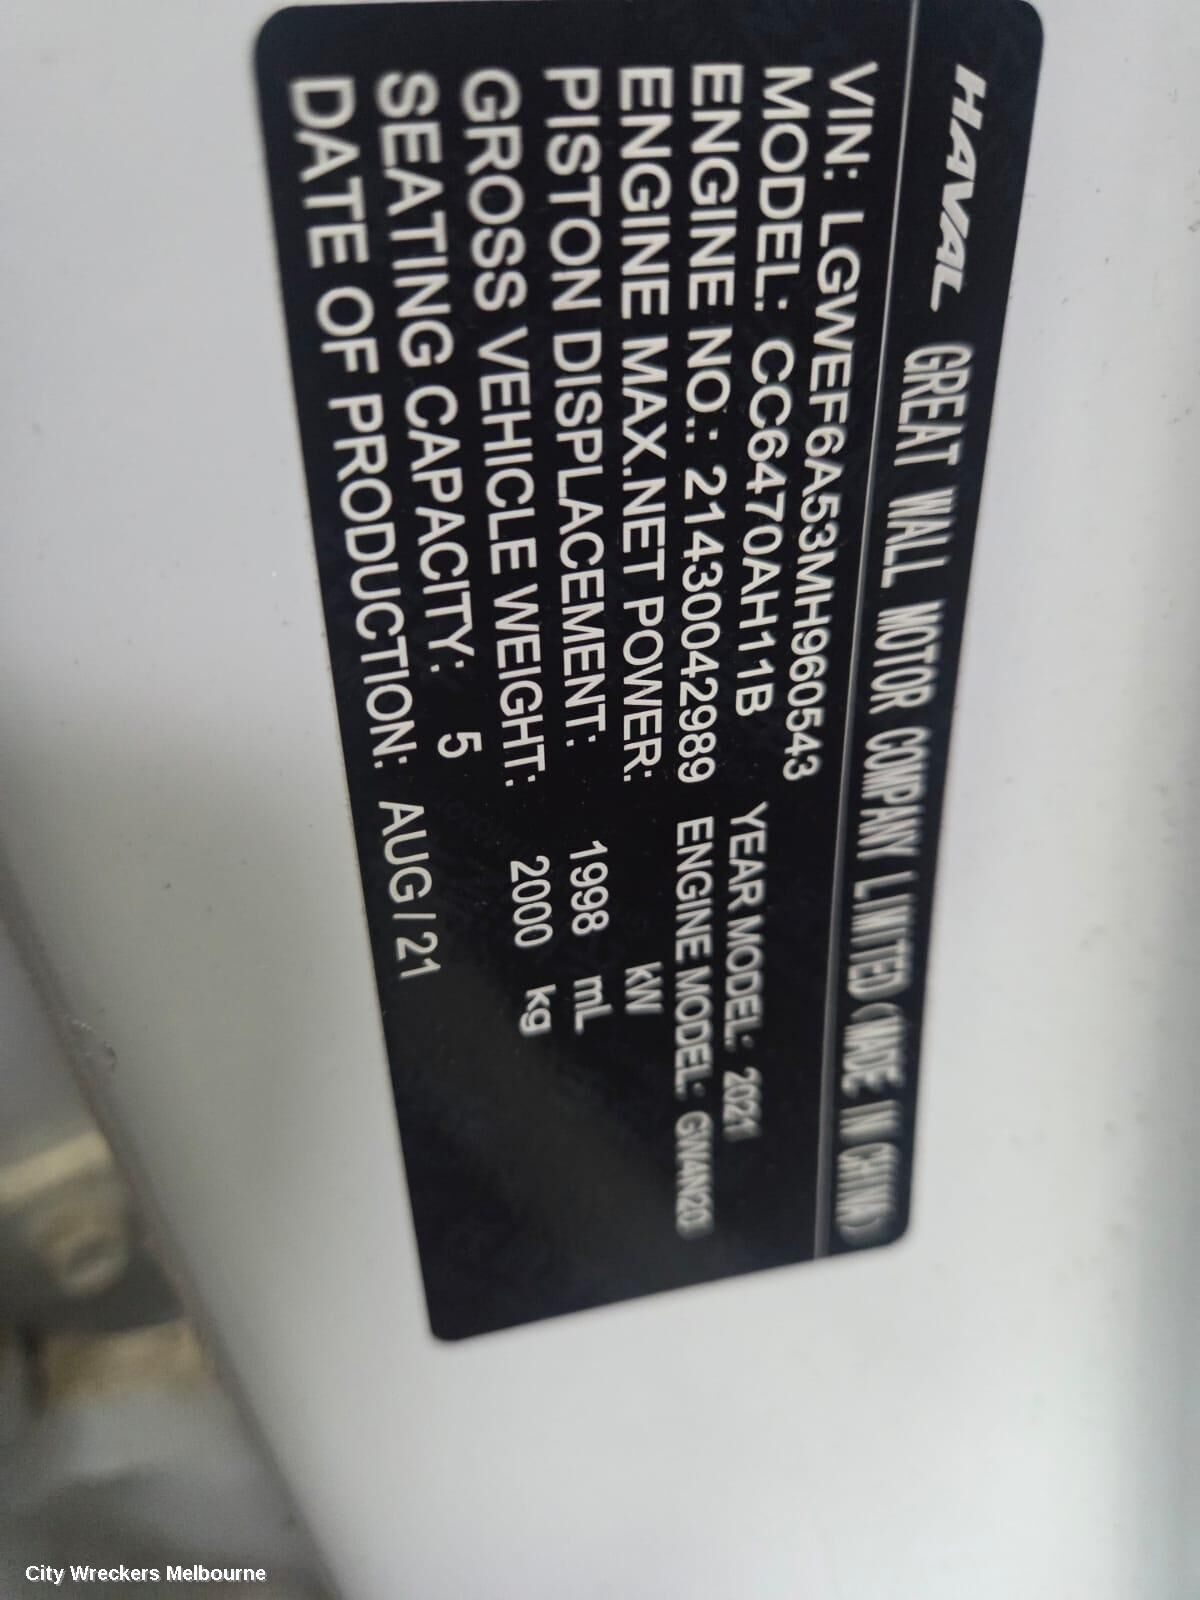 HAVAL GREAT WALL MOTOR COMPANY LIMITED (MADE IN CHINA)
VIN: LGWEF6A53MH960543
MODEL: CC6470AH11B YEAR MODEL: 2021
ENGINE NO.: 21430042989 ENGINE MODEL: GW4N20
ENGINE MAX.NET POWER: kW
PISTON DISPLACEMENT: 1998 mL
GROSS VEHICLE WEIGHT: 2000 kg
SEATING CAPACITY: 5
DATE OF PRODUCTION: AUG / 21
City Wreckers Melbourne